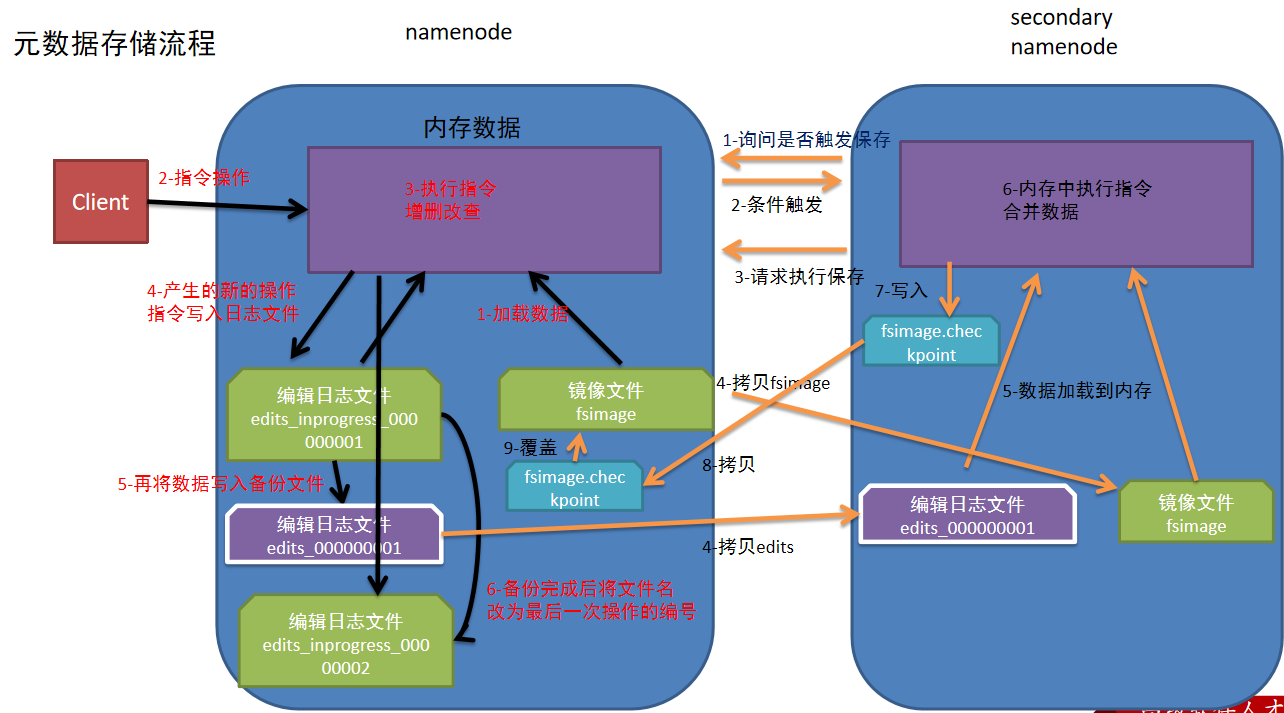 元数据存储流程
namenode
secondary
namenode
内存数据
1-询问是否触发保存
Client
2-指令操作
3-执行指令
增删改查
2-条件触发
6-内存中执行指令
合并数据
3-请求执行保存
4-产生的新的操作
指令写入日志文件
1-加载数据
7-写入
fsimage.chec
kpoint
编辑日志文件
edits_inprogress_000
000001
镜像文件
fsimage
4-拷贝fsimage
5-数据加载到内存
9-覆盖
fsimage.chec
kpoint
8-拷贝
5-再将数据写入备份文件
编辑日志文件
edits_000000001
编辑日志文件
edits_000000001
镜像文件
fsimage
4-拷贝edits
6-备份完成后将文件名
改为最后一次操作的编号
编辑日志文件
edits_inprogress_000
00002